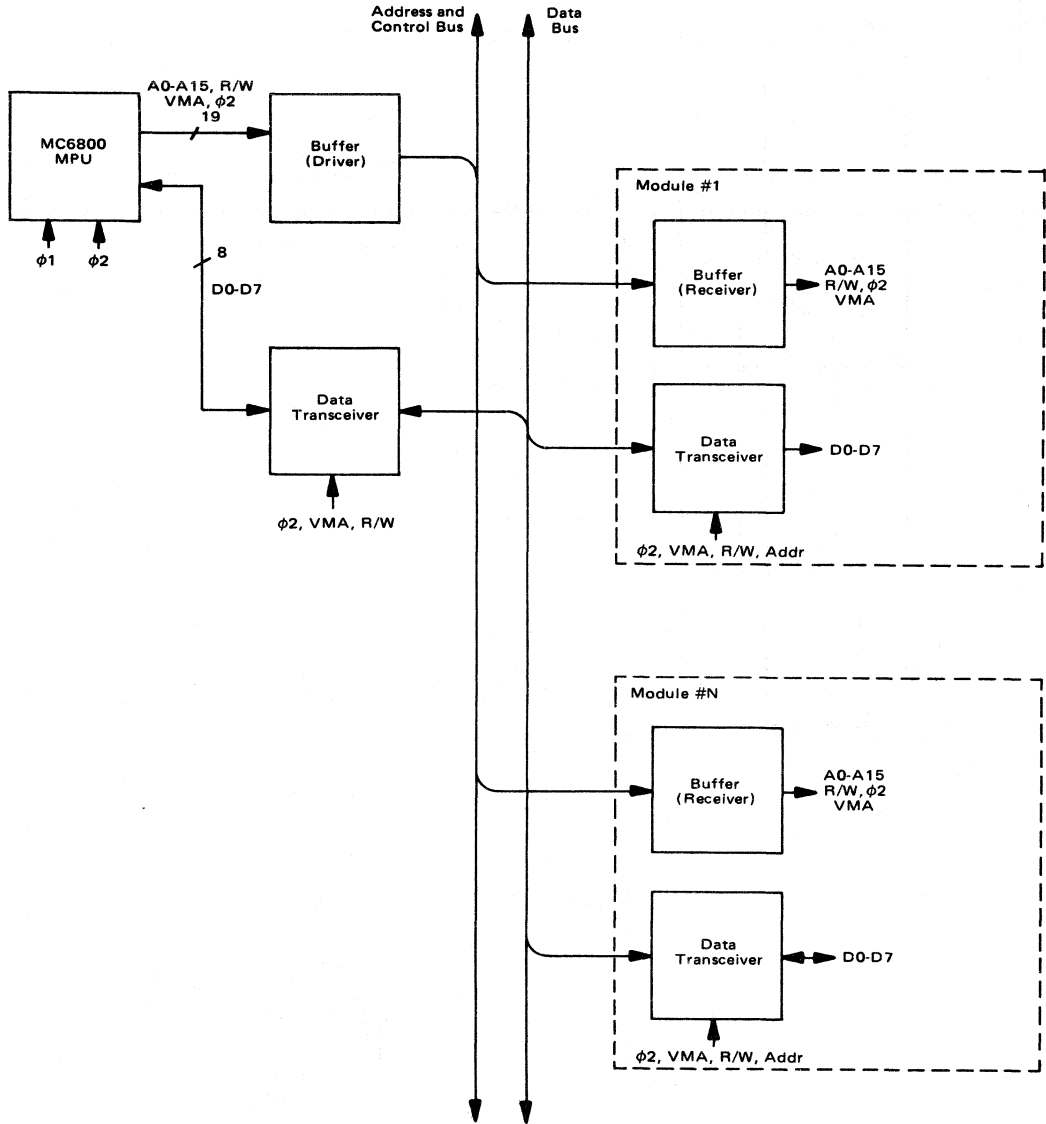 Address and
Control Bus
Data
Bus
A0-A15, R/W
VMA, ϕ2
19
MC6800
MPU
Buffer
(Driver)
ϕ1
ϕ2
8
D0-D7
Data
Transceiver
ϕ2, VMA, R/W
Module #1
Buffer
(Receiver)
A0-A15
R/W, ϕ2
VMA
Data
Transceiver
D0-D7
ϕ2, VMA, R/W, Addr
Module #N
Buffer
(Receiver)
A0-A15
R/W, ϕ2
VMA
Data
Transceiver
D0-D7
ϕ2, VMA, R/W, Addr